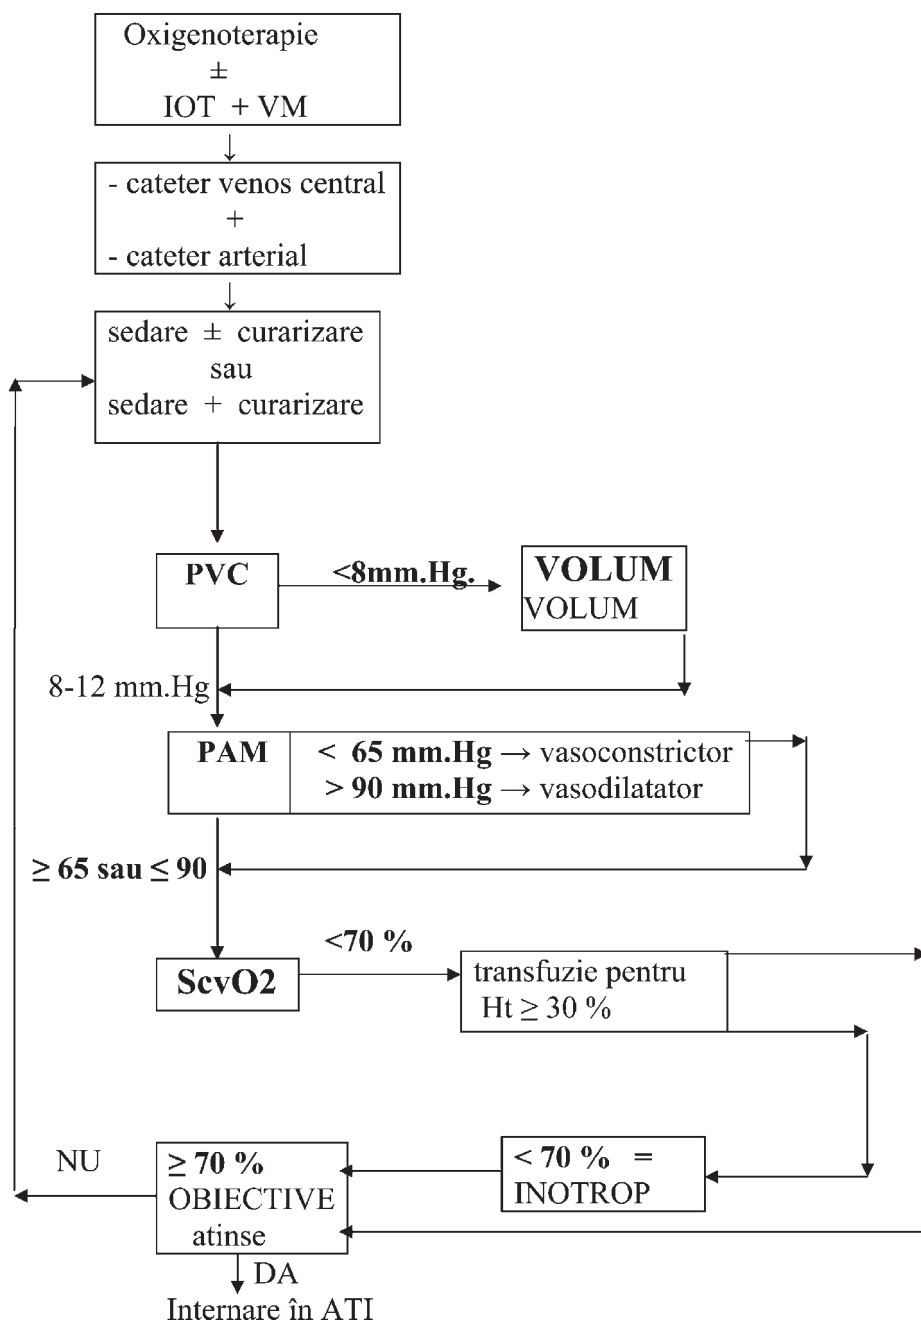 Oxigenoterapie
±
IOT + VM
↓
- cateter venos central
+
- cateter arterial
↓
sedare ± curarizare
sau
sedare + curarizare
PVC
<8mm.Hg.
VOLUM
VOLUM
8-12 mm.Hg
PAM
< 65 mm.Hg → vasoconstrictor
> 90 mm.Hg → vasodilatator
≥ 65 sau ≤ 90
<70 %
ScvO2
transfuzie pentru
Ht ≥ 30 %
NU
≥ 70 %
OBIECTIVE
atinse
< 70 % =
INOTROP
DA
Internare în ATI